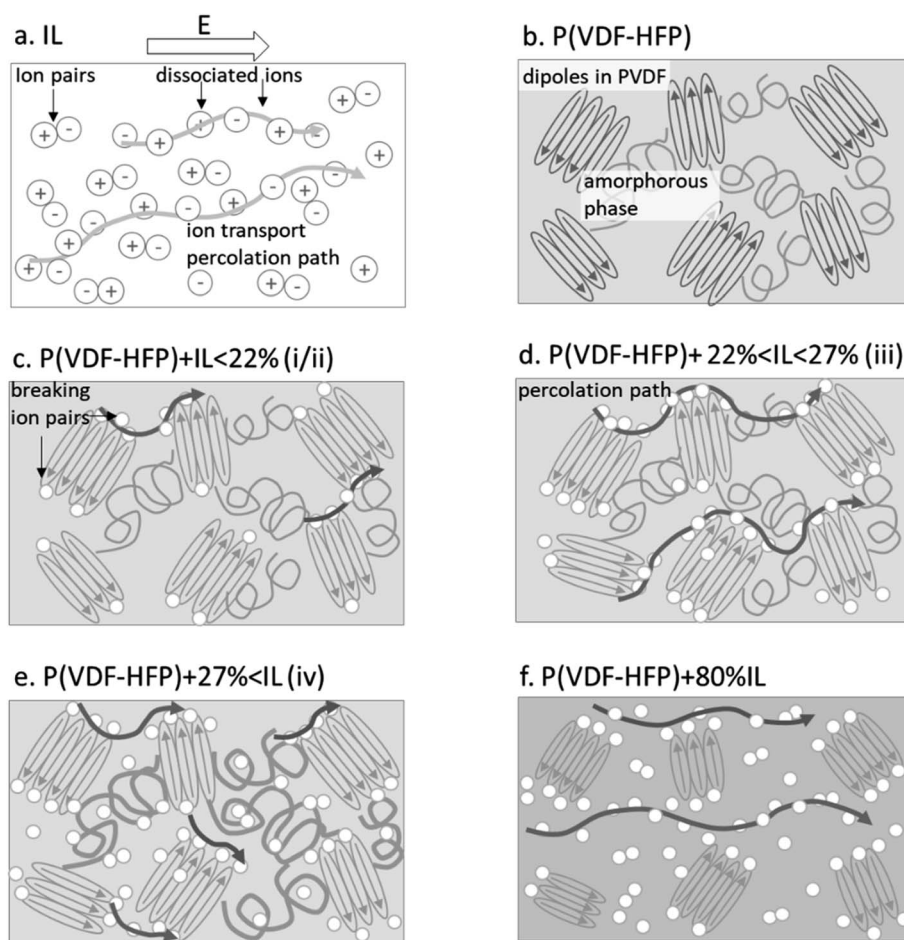 a. IL
E
Ion pairs
dissociated ions
ion transport
percolation path
b. P(VDF-HFP)
dipoles in PVDF
amorphorous
phase
c. P(VDF-HFP)+IL<22% (i/ii)
breaking
ion pairs
d. P(VDF-HFP)+ 22%<IL<27% (iii)
percolation path
e. P(VDF-HFP)+27%<IL (iv)
f. P(VDF-HFP)+80%IL